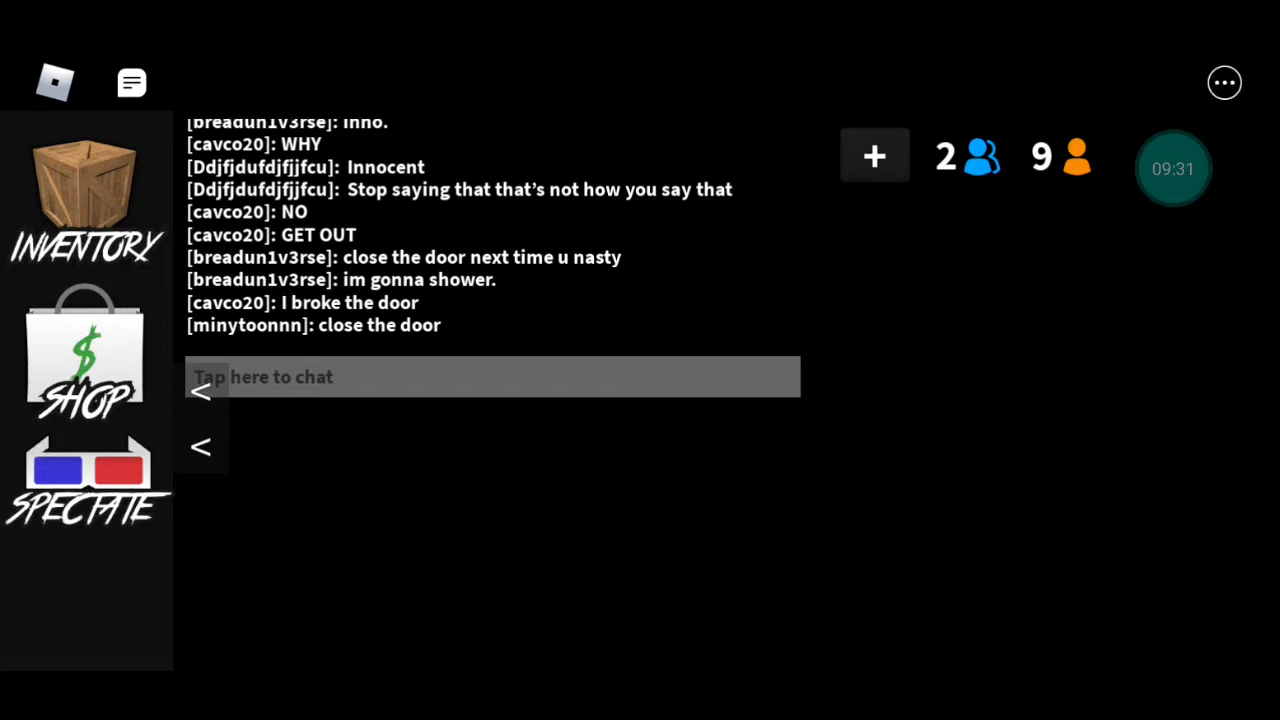 [breadun1v3rse]: Inno.
[cavco20]: WHY
[Ddjfjdufdjfjjfcu]: Innocent
[Ddjfjdufdjfjjfcu]: Stop saying that that’s not how you say that
[cavco20]: NO
[cavco20]: GET OUT
[breadun1v3rse]: close the door next time u nasty
[breadun1v3rse]: im gonna shower.
[cavco20]: I broke the door
[minytoonnn]: close the door
Tap here to chat
<
<
+
2
9
09:31
INVENTORY
$
SHOP
SPECTATE